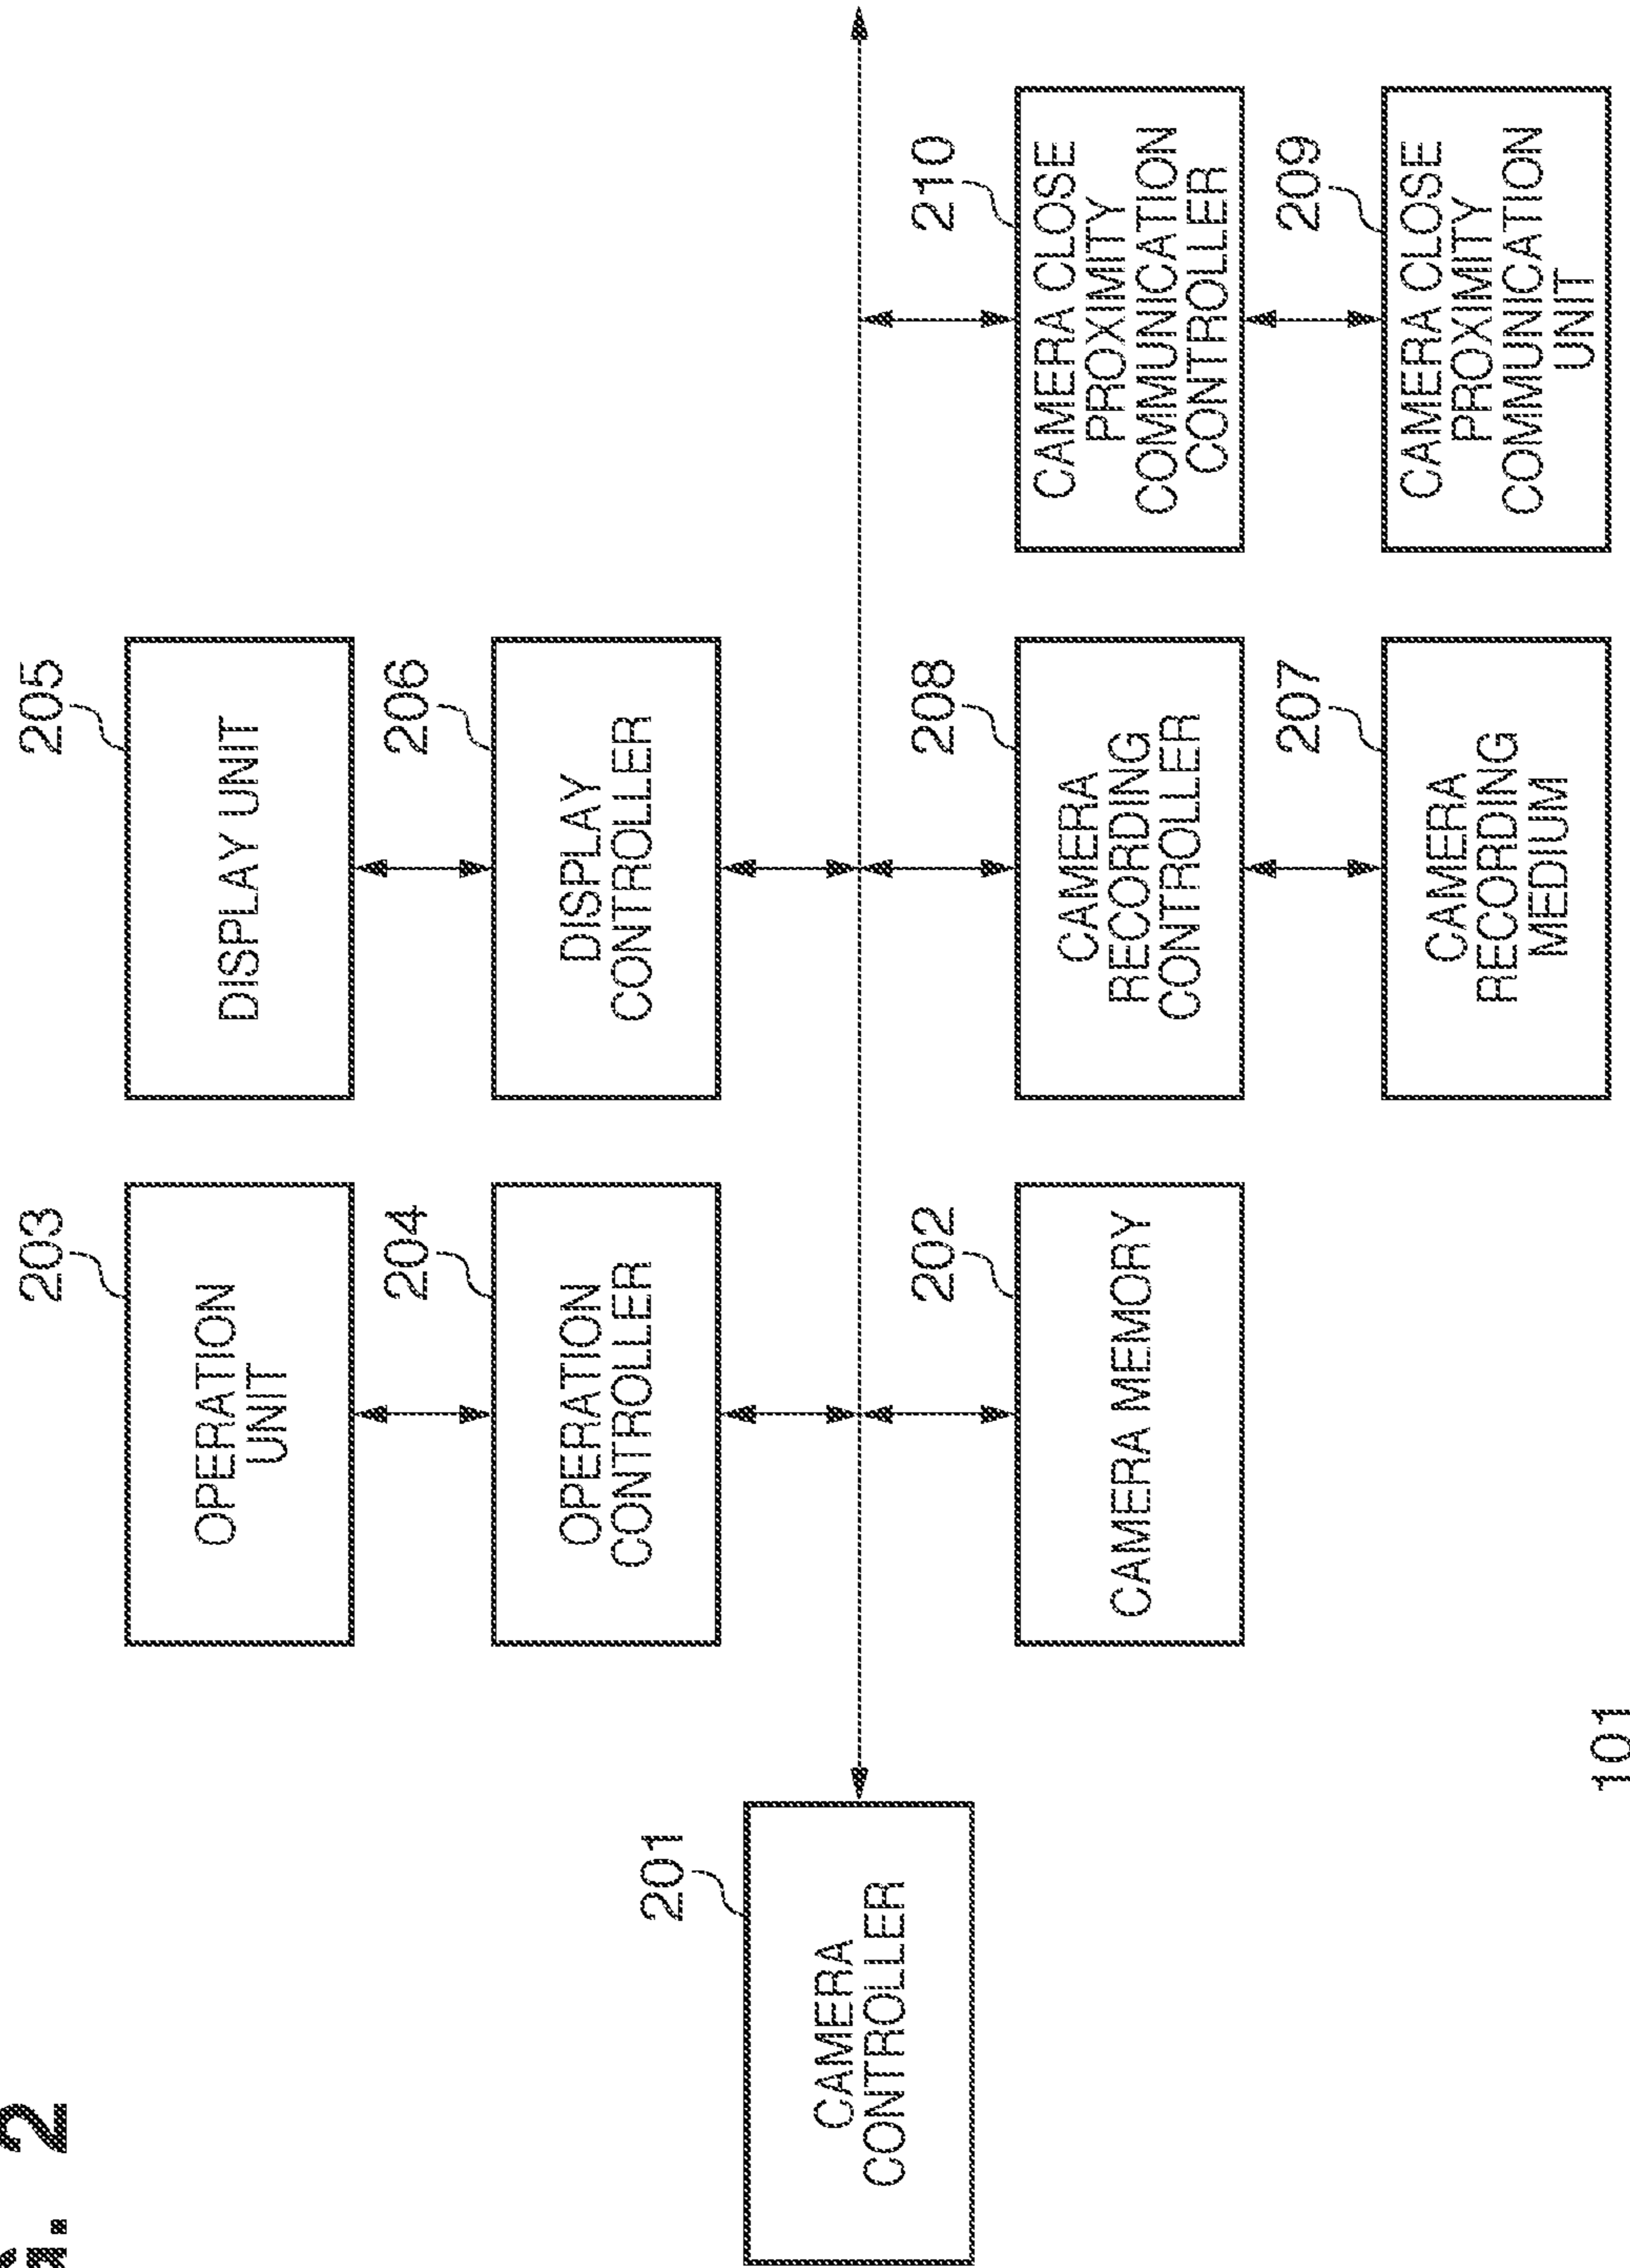 G. 2
203
OPERATION
UNIT
205
DISPLAY UNIT
204
OPERATION
CONTROLLER
206
DISPLAY
CONTROLLER
201
CAMERA
CONTROLLER
202
CAMERA MEMORY
208
CAMERA
RECORDING
CONTROLLER
210
CAMERA CLOSE
PROXIMITY
COMMUNICATION
CONTROLLER
207
CAMERA
RECORDING
MEDIUM
209
CAMERA CLOSE
PROXIMITY
COMMUNICATION
UNIT
101